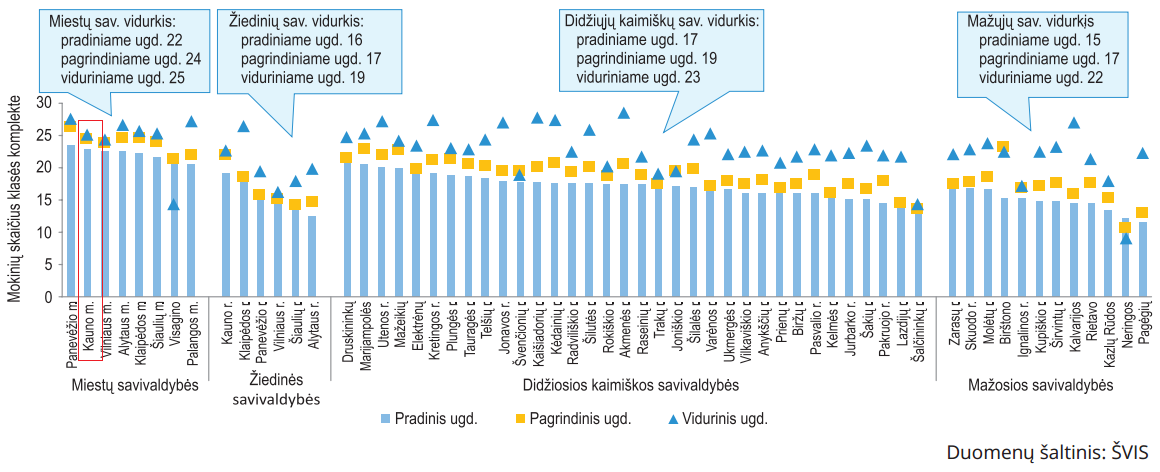 Miestų sav. vidurkis:
pradiniame ugd. 22
pagrindiniame ugd. 24
viduriniame ugd. 25
Žiedinių sav. vidurkis:
pradiniame ugd. 16
pagrindiniame ugd. 17
viduriniame ugd. 19
Didžiųjų kaimiškų sav. vidurkis:
pradiniame ugd. 17
pagrindiniame ugd. 19
viduriniame ugd. 23
Mažųjų sav. vidurkįs
pradiniame ugd. 15
pagrindiniame ugd. 17
viduriniame ugd. 22
Mokinių skaičius klasės komplekte
30
25
20
15
10
5
0
Panevėžio m
Kauno m.
Vilniaus m.
Alytaus m.
Klaipėdos m
Šiaulių m
Visagino
Palangos m.
Kauno r.
Klaipėdos
Panevėžio
Vilniaus r.
Šiaulių
Alytaus r.
Druskininkų
Marijampolės
Utenos r.
Mažeikių
Elektrėnų
Kretingos r.
Plungės
Tauragės
Telšių
Jonavos r.
Švenčionių
Kaišiadorių
Kėdainių
Radviliškio
Šilutės
Rokiškio
Akmenės
Raseinių
Trakų
Joniškio
Šilalės
Varėnos
Ukmergės
Vilkaviškio
Anykščių
Prienų
Biržų
Pasvalio r.
Kelmės
Jurbarko r.
Šakių
Pakruojo r.
Lazdijų
Šalčininkų
Zarasų
Skuodo r.
Molėtų
Birštono
Ignalinos r.
Kupiškio
Širvintų
Kalvarijos
Rietavo
Kazlų Rūdos
Neringos
Pagėgių
Miestų savivaldybės
Žiedinės
savivaldybės
Didžiosios kaimiškos savivaldybės
Mažosios savivaldybės
Pradinis ugd.
Pagrindinis ugd.
Vidurinis ugd.
Duomenų šaltinis: ŠVIS